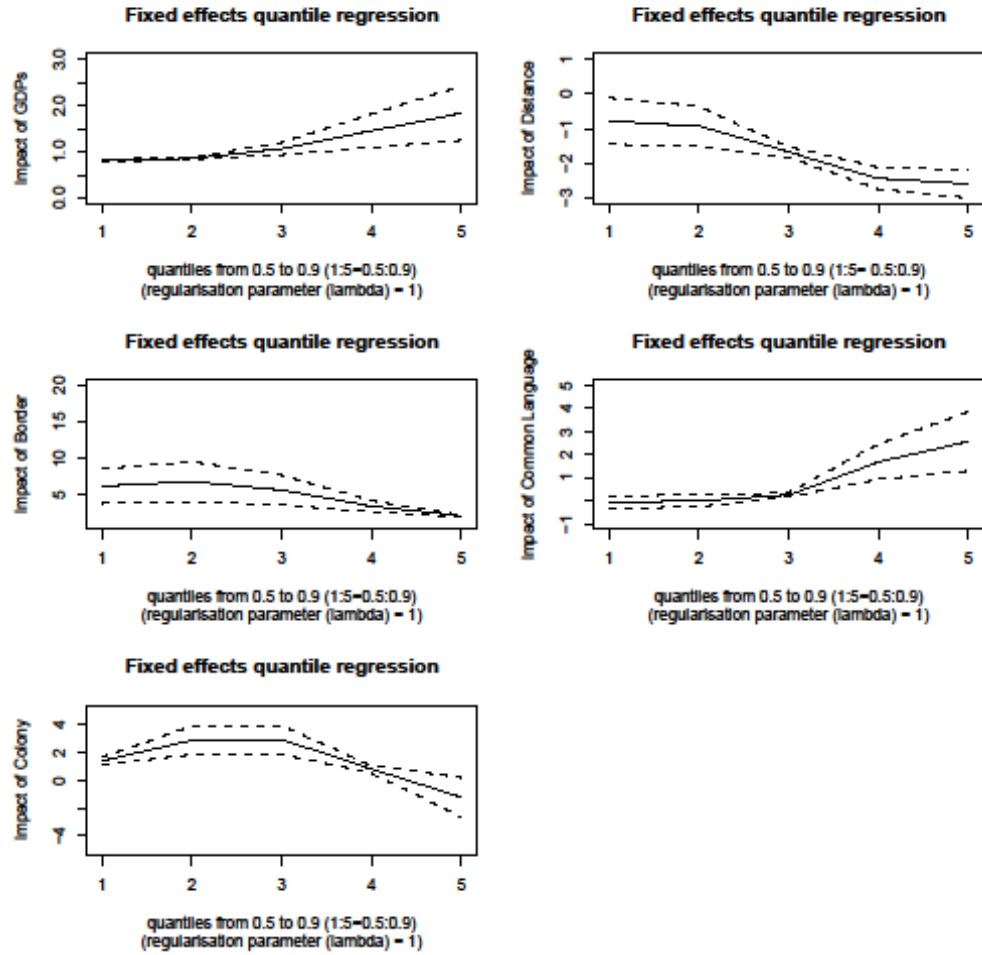 Fixed effects quantile regression
Impact of GDPs
3.0
2.0
1.0
0.0
1 2 3 4 5
quantiles from 0.5 to 0.9 (1:5=0.5:0.9)
(regularisation parameter (lambda) = 1)
Fixed effects quantile regression
Impact of Distance
1
0
−1
−2
−3
1 2 3 4 5
quantiles from 0.5 to 0.9 (1:5= 0.5:0.9)
(regularisation parameter (lambda) = 1)
Fixed effects quantile regression
Impact of Border
20
15
10
5
1 2 3 4 5
quantiles from 0.5 to 0.9 (1:5=0.5:0.9)
(regularisation parameter (lambda) = 1)
Fixed effects quantile regression
Impact of Common Language
5
4
3
2
1
−1
1 2 3 4 5
quantiles from 0.5 to 0.9 (1:5=0.5:0.9)
(regularisation parameter (lambda) = 1)
Fixed effects quantile regression
Impact of Colony
4
2
0
−4
1 2 3 4 5
quantiles from 0.5 to 0.9 (1:5=0.5:0.9)
(regularisation parameter (lambda) = 1)